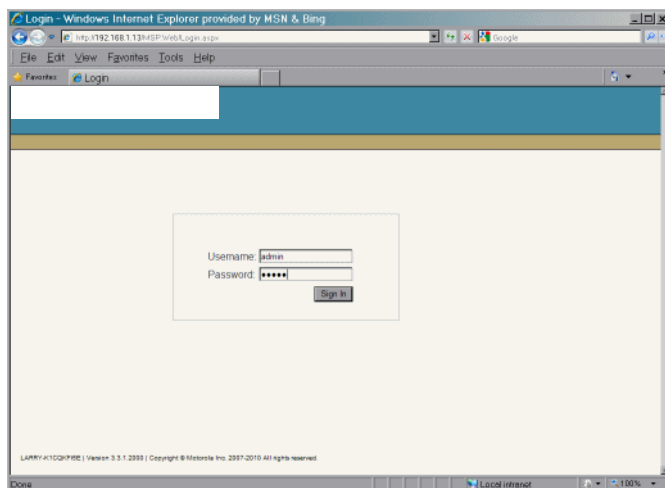 Login - Windows Internet Explorer provided by MSN & Bing
http://192.168.1.13/MSP.Web/Login.aspx
Google
File Edit View Favorites Tools Help
Favorites Login
Username: admin
Password: •••••
Sign In
Version 3.3.1.2000 | Copyright © Motorola Inc. 2007-2010 All rights reserved.
Done Local intranet 100%